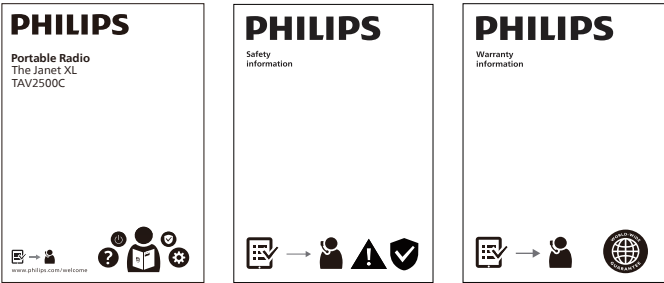 PHILIPS
Portable Radio
The Janet XL
TAV2500C
?
www.philips.com/welcome
PHILIPS
Safety
information
PHILIPS
Warranty
information
WORLD-WIDE
GUARANTEE